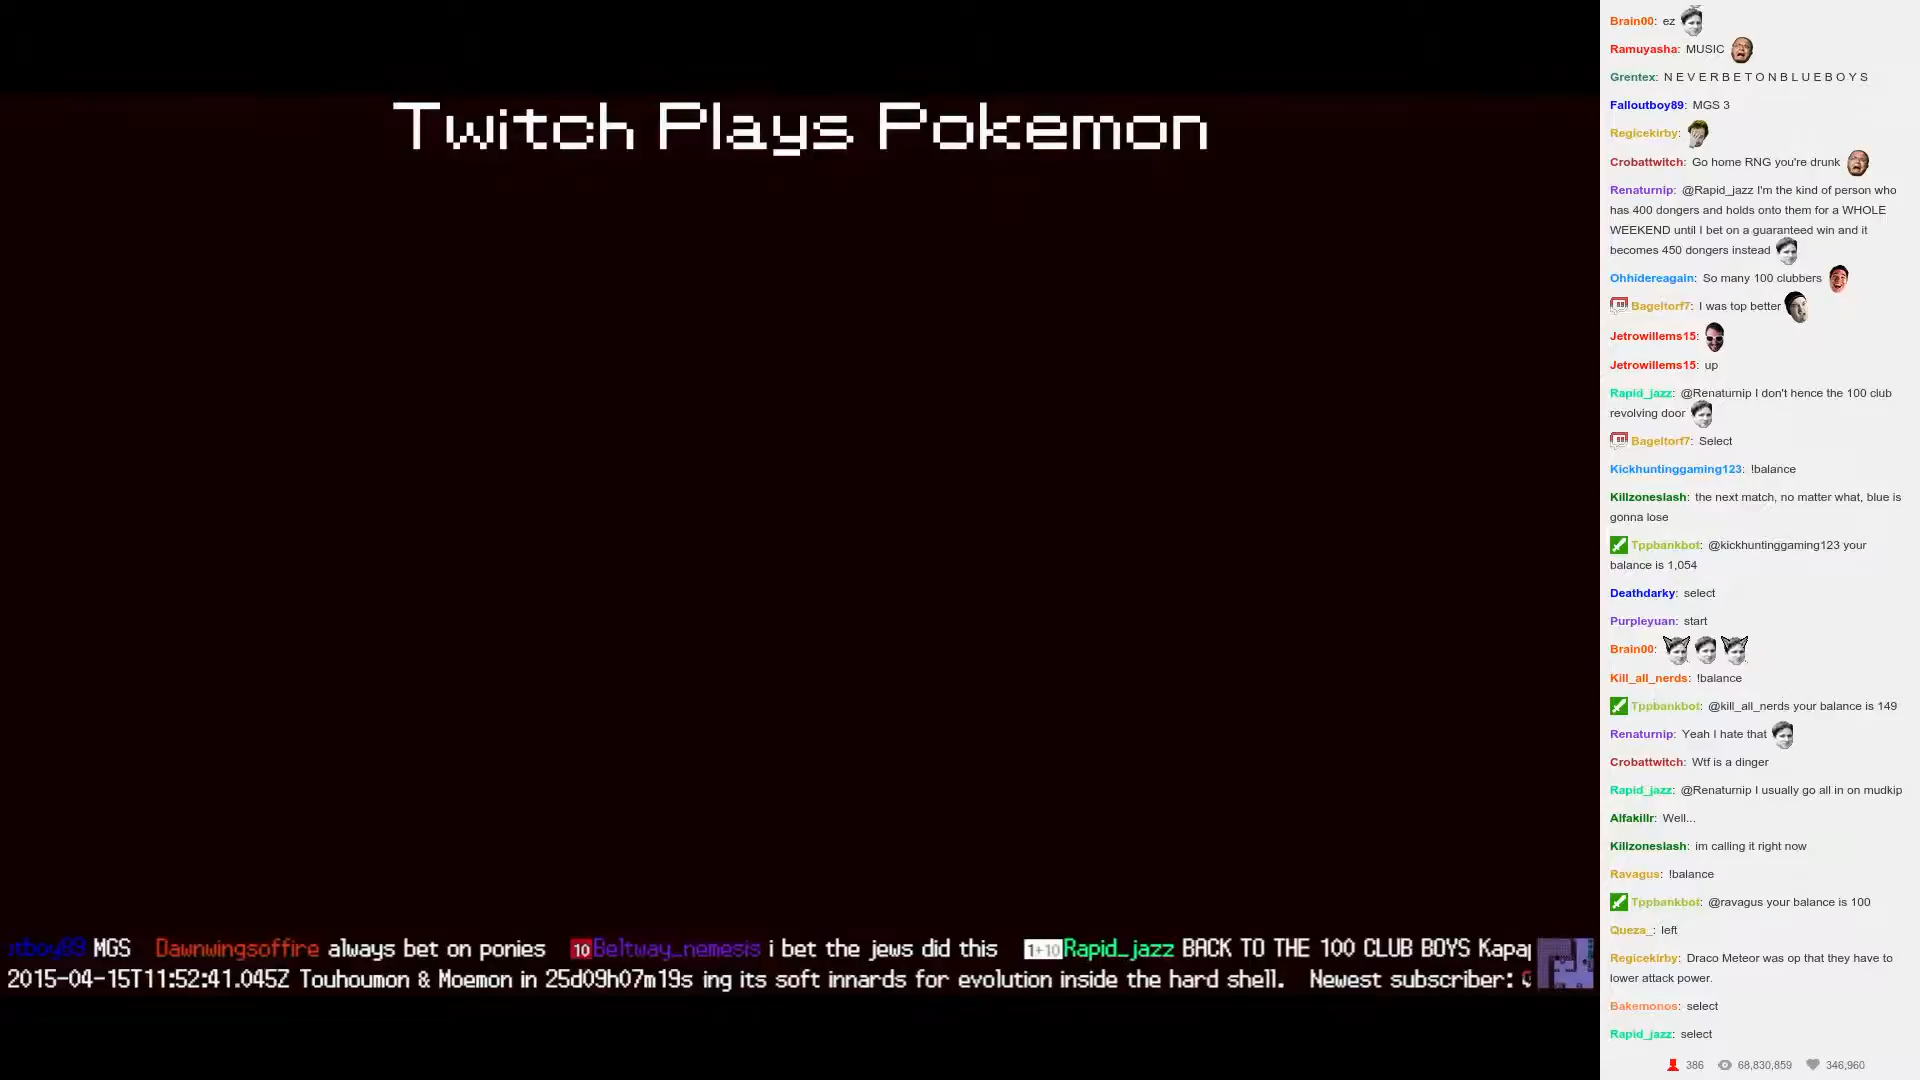 Twitch Plays Pokemon
utboy89 MGS Dawnwingsoffire always bet on ponies 10 Beltway_nemesis i bet the jews did this 1+10 Rapid_jazz BACK TO THE 100 CLUB BOYS Kapap
2015-04-15T11:52:41.045Z Touhoumon & Moemon in 25d09h07m19s ing its soft innards for evolution inside the hard shell. Newest subscriber:
Brain00: ez
Ramuyasha: MUSIC
Grentex: N E V E R B E T O N B L U E B O Y S
Falloutboy89: MGS 3
Regicekirby:
Crobattwitch: Go home RNG you're drunk
Renaturnip: @Rapid_jazz I'm the kind of person who
has 400 dongers and holds onto them for a WHOLE
WEEKEND until I bet on a guaranteed win and it
becomes 450 dongers instead
Ohhidereagain: So many 100 clubbers
Bageltorf7: I was top better
Jetrowillems15:
Jetrowillems15: up
Rapid_jazz: @Renaturnip I don't hence the 100 club
revolving door
Bageltorf7: Select
Kickhuntinggaming123: !balance
Killzoneslash: the next match, no matter what, blue is
gonna lose
Tppbankbot: @kickhuntinggaming123 your
balance is 1,054
Deathdarky: select
Purpleyuan: start
Brain00:
Kill_all_nerds: !balance
Tppbankbot: @kill_all_nerds your balance is 149
Renaturnip: Yeah I hate that
Crobattwitch: Wtf is a dinger
Rapid_jazz: @Renaturnip I usually go all in on mudkip
Alfakillr: Well...
Killzoneslash: im calling it right now
Ravagus: !balance
Tppbankbot: @ravagus your balance is 100
Queza_: left
Regicekirby: Draco Meteor was op that they have to
lower attack power.
Bakemonos: select
Rapid_jazz: select
386 68,830,859 346,960